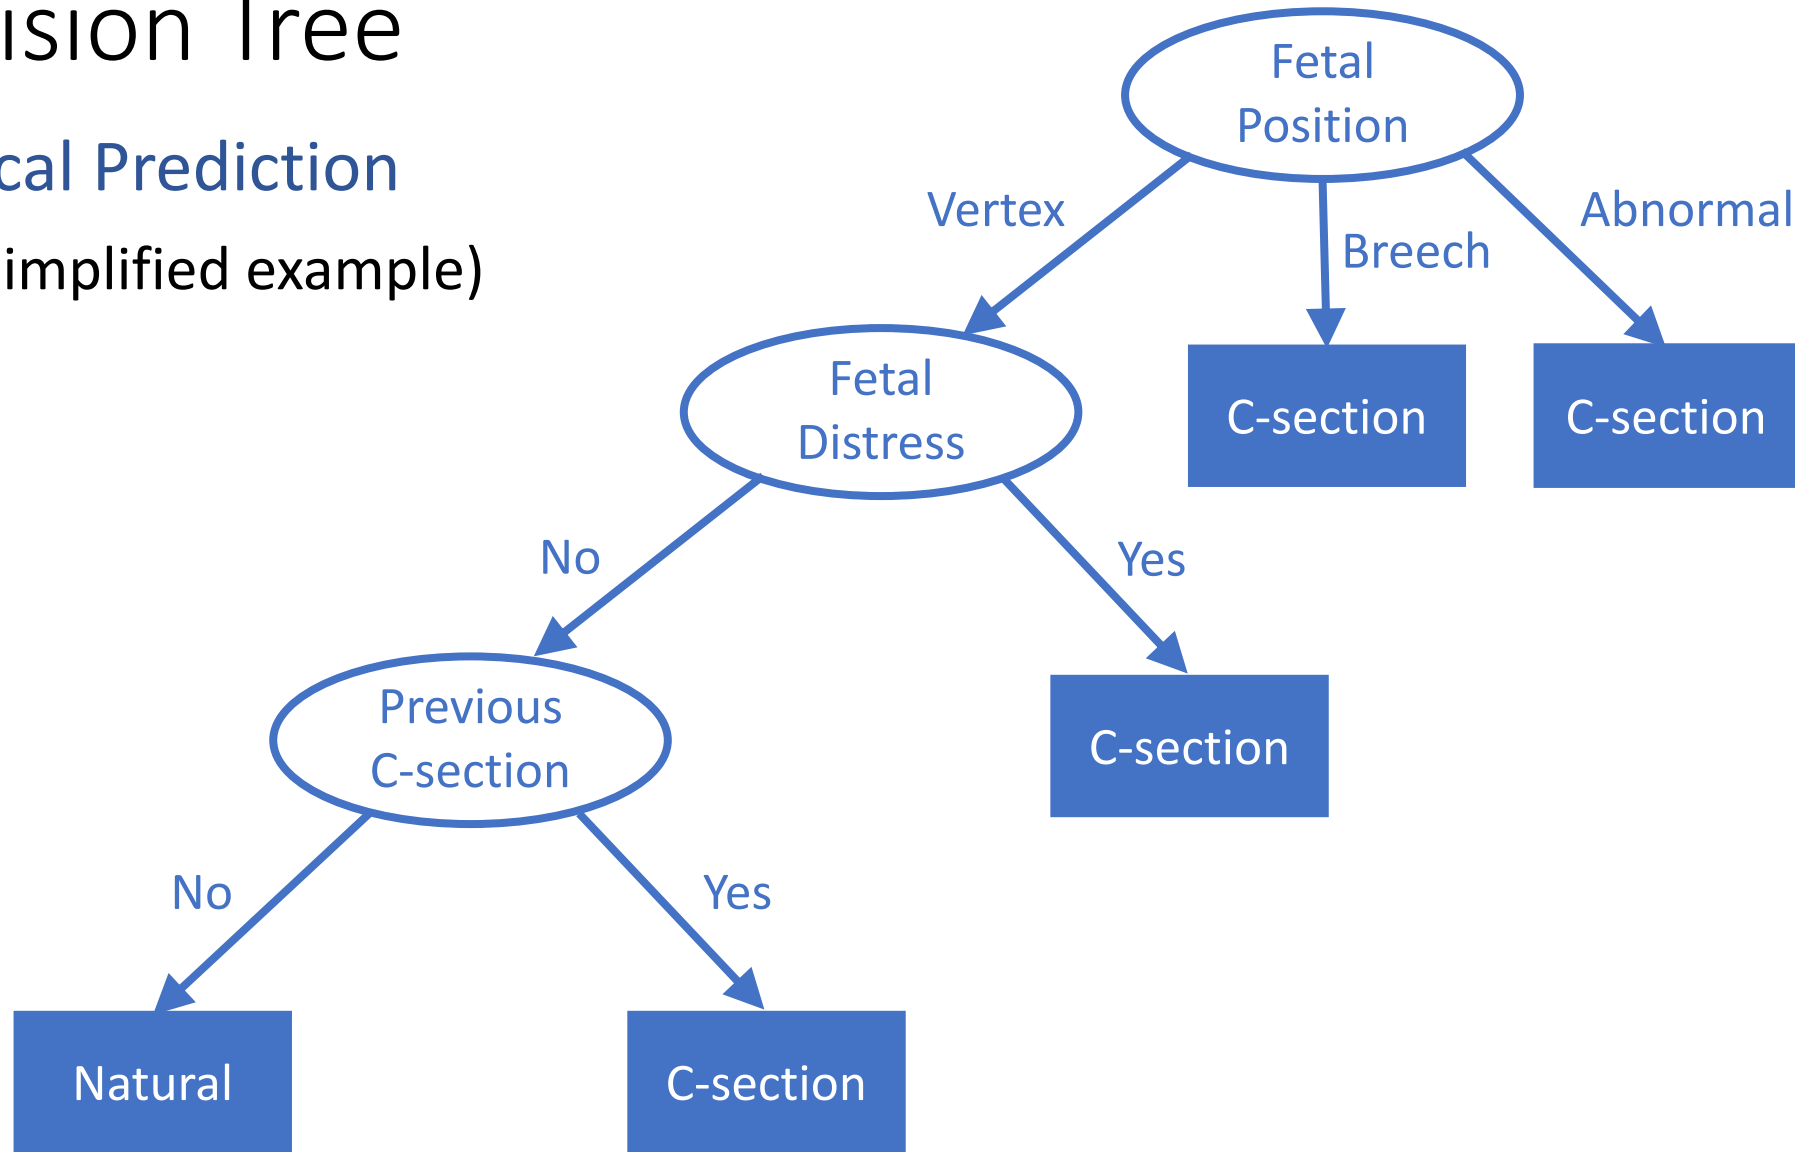 ision Tree
cal Prediction
implified example)
Fetal
Position
Vertex
Breech
Abnormal
Fetal
Distress
C-section
C-section
No
Yes
Previous
C-section
C-section
No
Yes
Natural
C-section